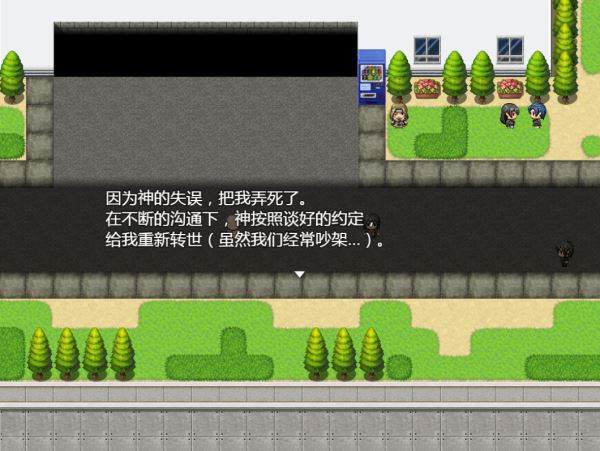 因为神的失误，把我弄死了。
在不断的沟通下，神按照谈好的约定
给我重新转世（虽然我们经常吵架…）。